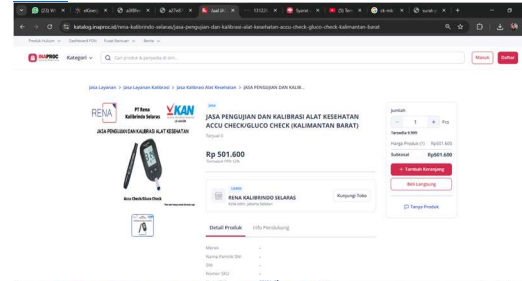 katalog.inaproc.id/rena-kalibrindo-selaras/jasa-pengujian-dan-kalibrasi-alat-kesehatan-accu-check-gluco-check-kalimantan-barat
INAPROC
Kategori
Cari produk & penyedia di sini...
Masuk
Daftar
Jasa Layanan > Jasa Layanan Kalibrasi > Jasa Kalibrasi Alat Kesehatan > JASA PENGUJIAN DAN KALIB...
RENA
PT Rena
Kalibrindo Selaras
KAN
JASA PENGUJIAN DAN KALIBRASI ALAT KESEHATAN
Accu Check/Gluco Check
Jasa
JASA PENGUJIAN DAN KALIBRASI ALAT KESEHATAN
ACCU CHECK/GLUCO CHECK (KALIMANTAN BARAT)
Terjual 0
Rp 501.600
Termasuk PPN 12%
RENA KALIBRINDO SELARAS
Kunjungi Toko
Detail Produk
Info Pendukung
Merek -
Nama Pemilik SNI -
SNI -
Nomor SKU -
Jumlah
- 1 + Pcs
Tersedia 9.999
Harga Produk (1) Rp501.600
Subtotal Rp501.600
+ Tambah Keranjang
Beli Langsung
Tanya Produk